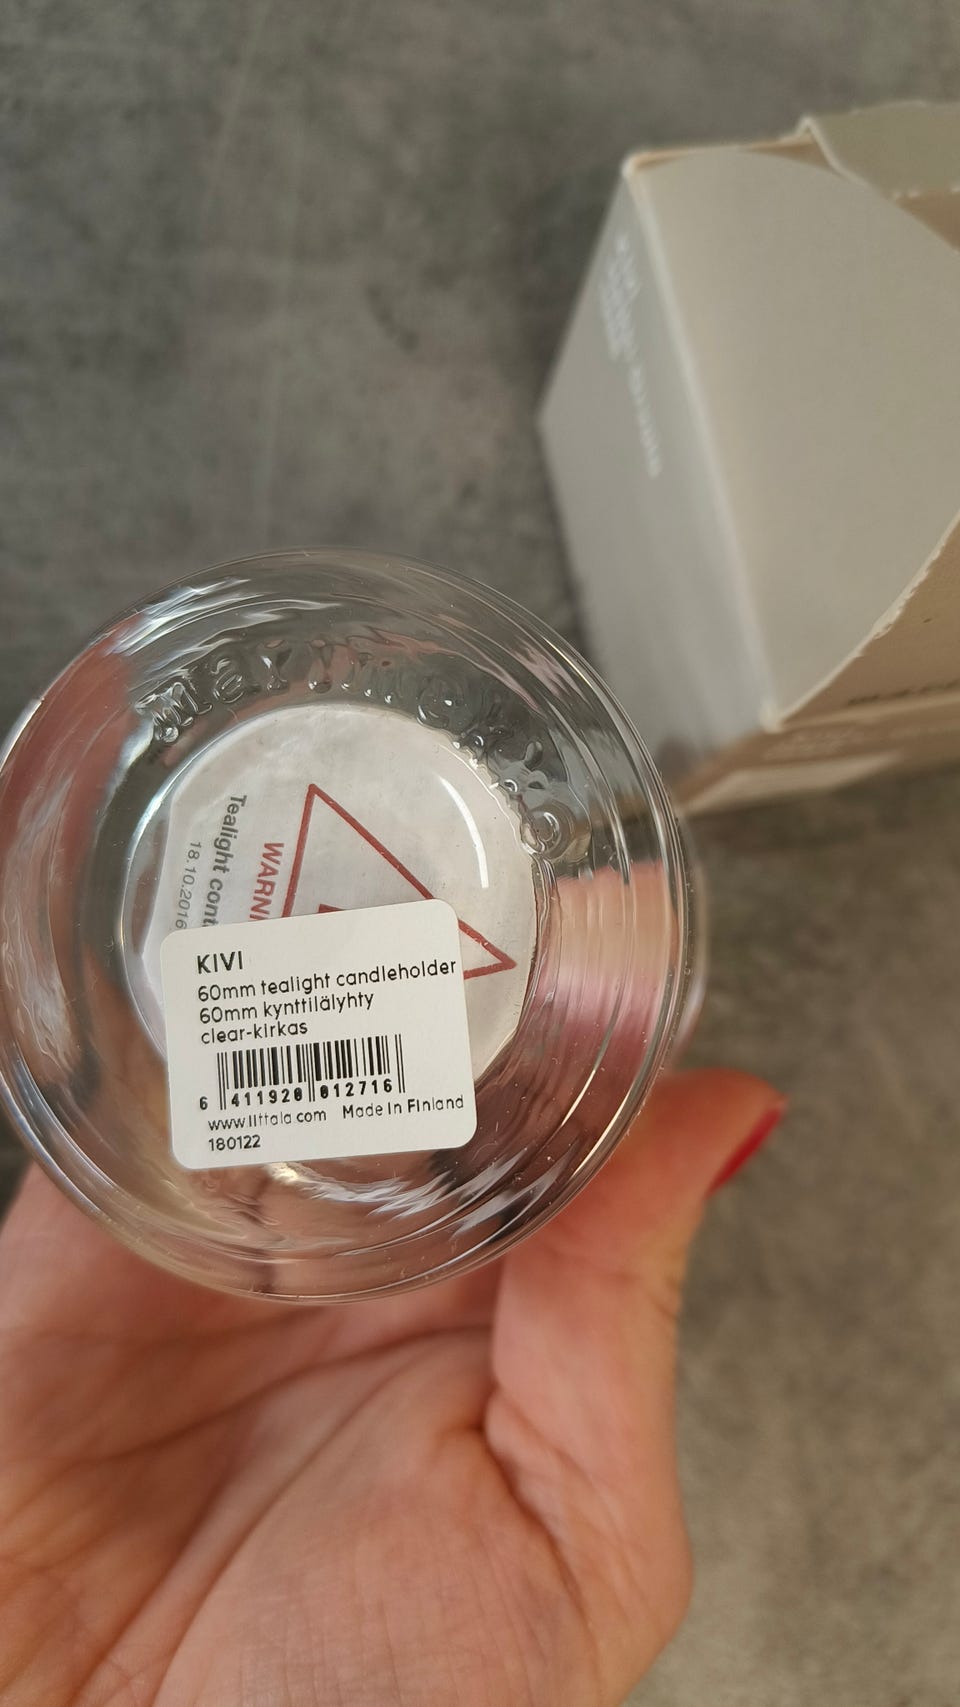 marimekko
WARNI
Tealight cont
18.10.2016
KIVI
60mm tealight candleholder
60mm kynttilälyhty
clear-kirkas
6 411920 012716
www.iittala.com Made in Finland
180122